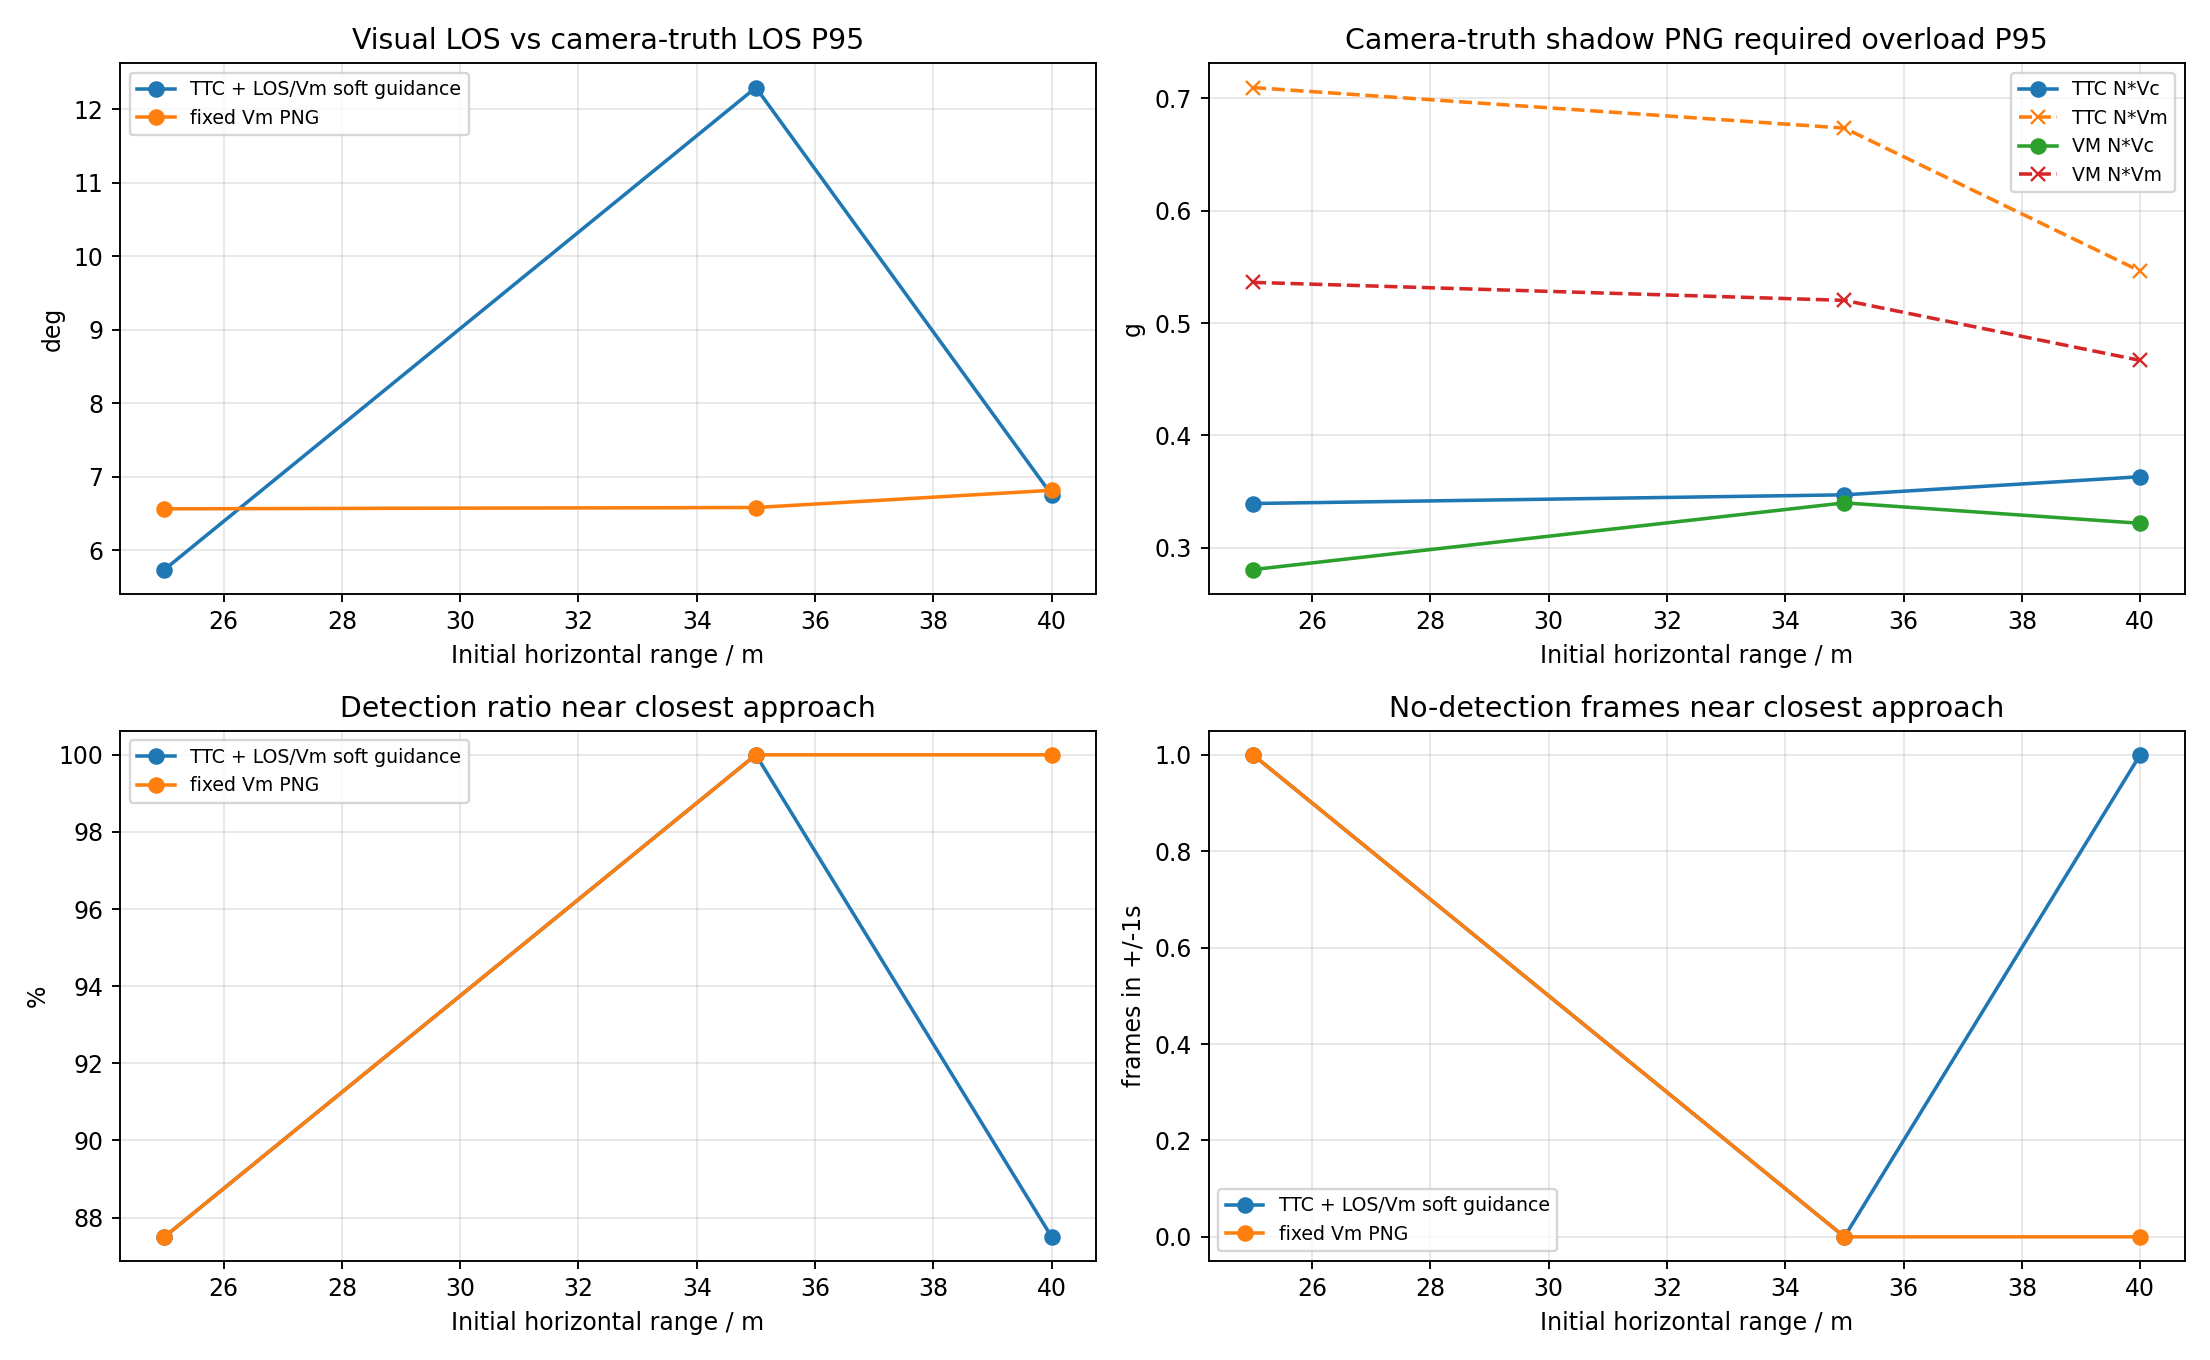 Visual LOS vs camera-truth LOS P95
TTC + LOS/Vm soft guidance
fixed Vm PNG
deg
12
11
10
9
8
7
6
26 28 30 32 34 36 38 40
Initial horizontal range / m
Camera-truth shadow PNG required overload P95
TTC N*Vc
TTC N*Vm
VM N*Vc
VM N*Vm
g
0.7
0.6
0.5
0.4
0.3
26 28 30 32 34 36 38 40
Initial horizontal range / m
Detection ratio near closest approach
TTC + LOS/Vm soft guidance
fixed Vm PNG
%
100
98
96
94
92
90
88
26 28 30 32 34 36 38 40
Initial horizontal range / m
No-detection frames near closest approach
frames in +/-1s
1.0
0.8
0.6
0.4
0.2
0.0
TTC + LOS/Vm soft guidance
fixed Vm PNG
26 28 30 32 34 36 38 40
Initial horizontal range / m